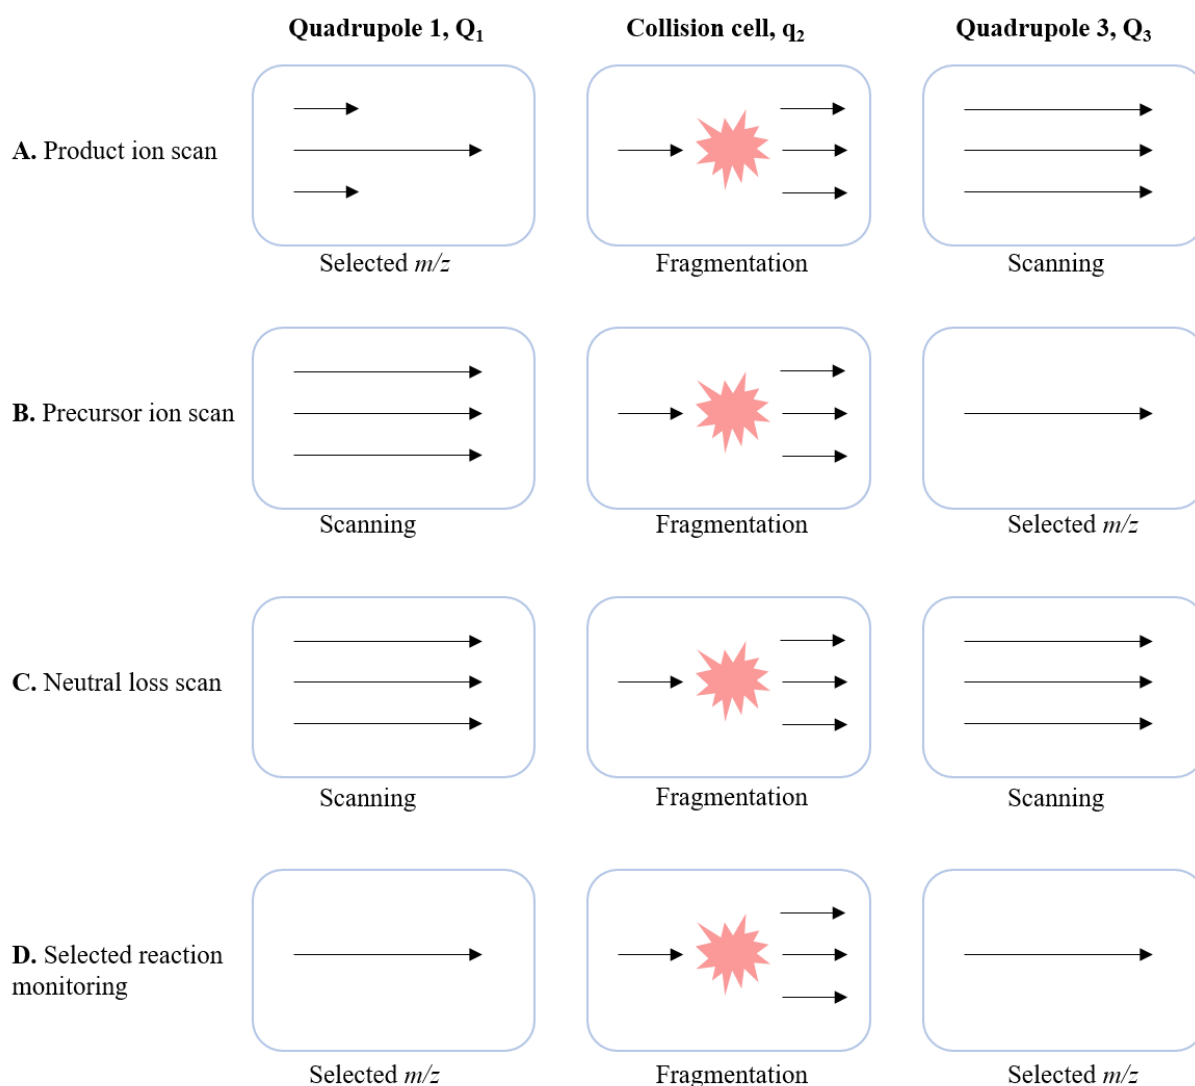 Quadrupole 1, Q₁
Collision cell, q₂
Quadrupole 3, Q₃
A. Product ion scan
Selected m/z
Fragmentation
Scanning
B. Precursor ion scan
Scanning
Fragmentation
Selected m/z
C. Neutral loss scan
Scanning
Fragmentation
Scanning
D. Selected reaction
monitoring
Selected m/z
Fragmentation
Selected m/z